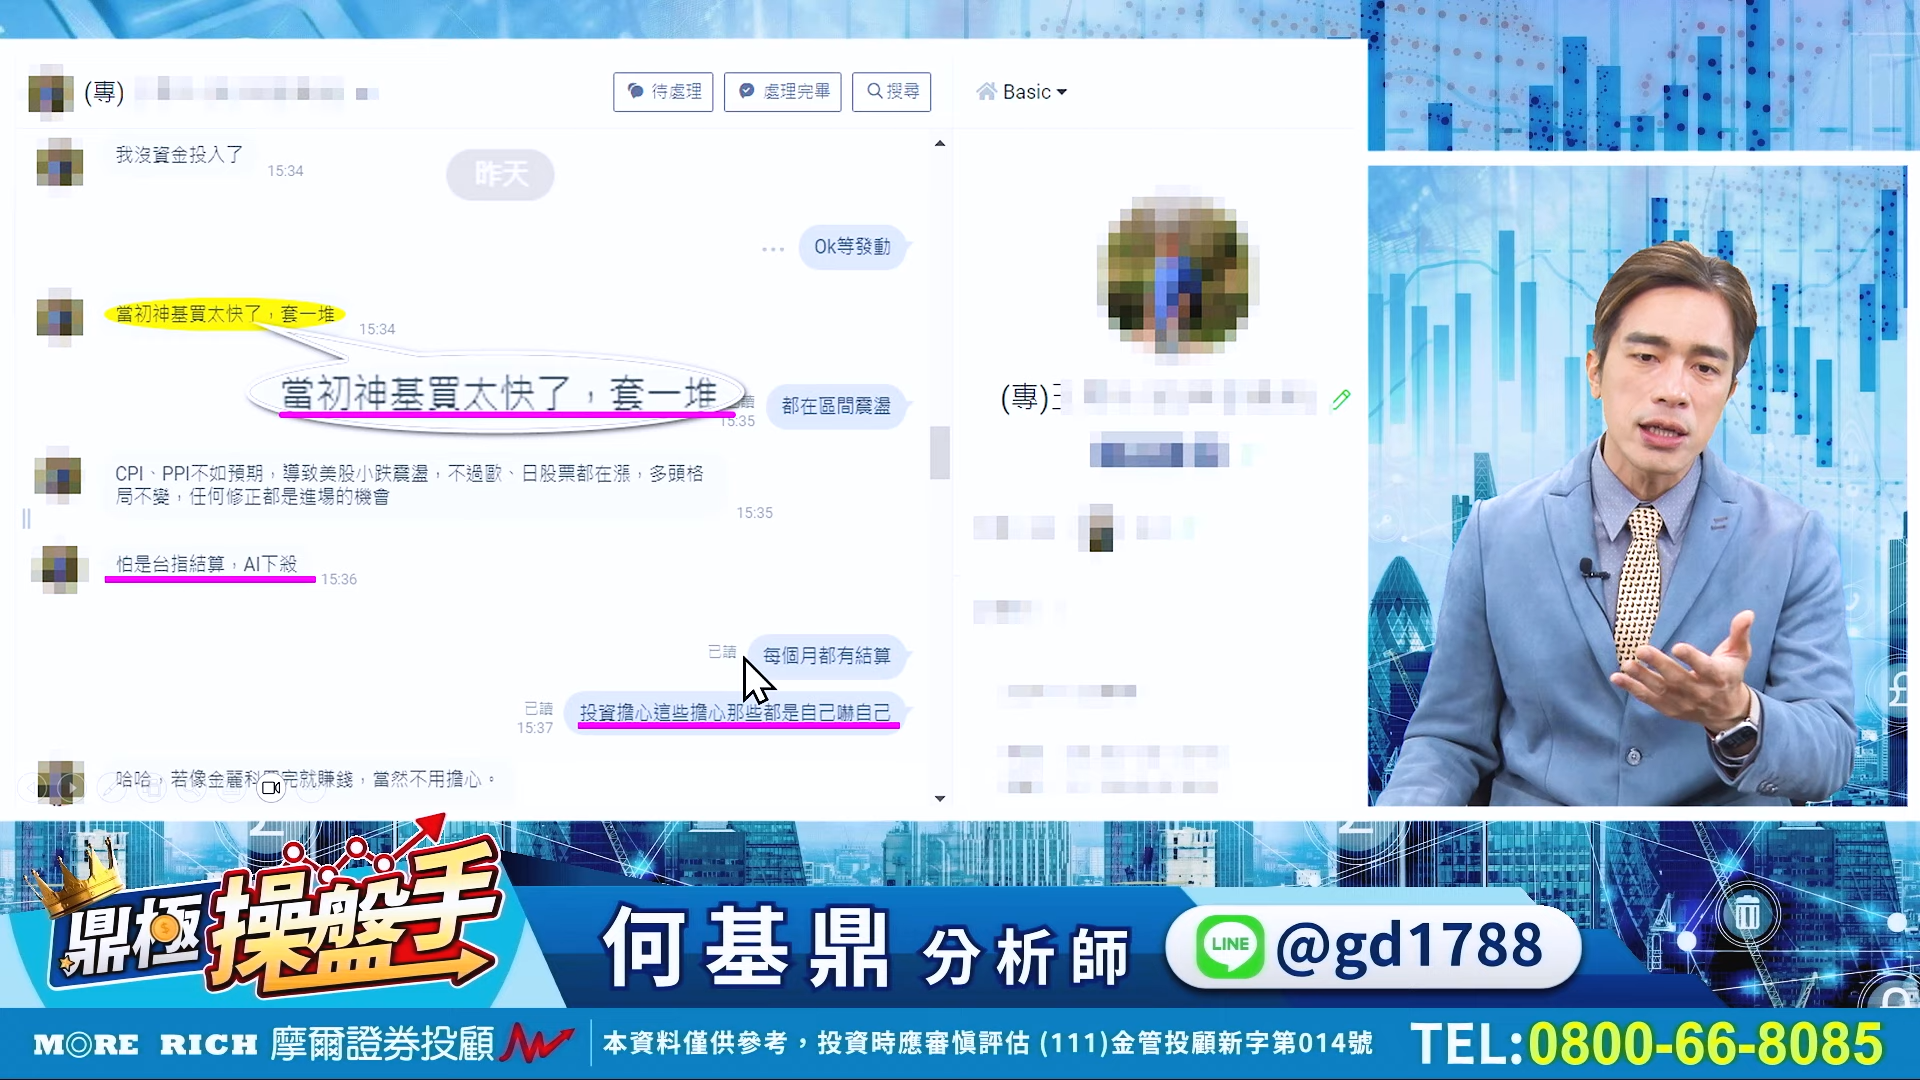 (專)
待處理
處理完畢
搜尋
Basic
我沒資金投入了
15:34
昨天
Ok等發動
當初神基買太快了，套一堆
15:34
當初神基買太快了，套一堆
15:35
都在區間震盪
CPI、PPI不如預期，導致美股小跌震盪，不過歐、日股票都在漲，多頭格
局不變，任何修正都是進場的機會
15:35
怕是台指結算，AI下殺
15:36
已讀
每個月都有結算
已讀
15:37
投資擔心這些擔心那些都是自己嚇自己
哈哈，若像金麗科買完就賺錢，當然不用擔心。
(專)王
鼎極操盤手
何基鼎 分析師
LINE
@gd1788
MORE RICH 摩爾證券投顧
本資料僅供參考，投資時應審慎評估 (111)金管投顧新字第014號
TEL:0800-66-8085